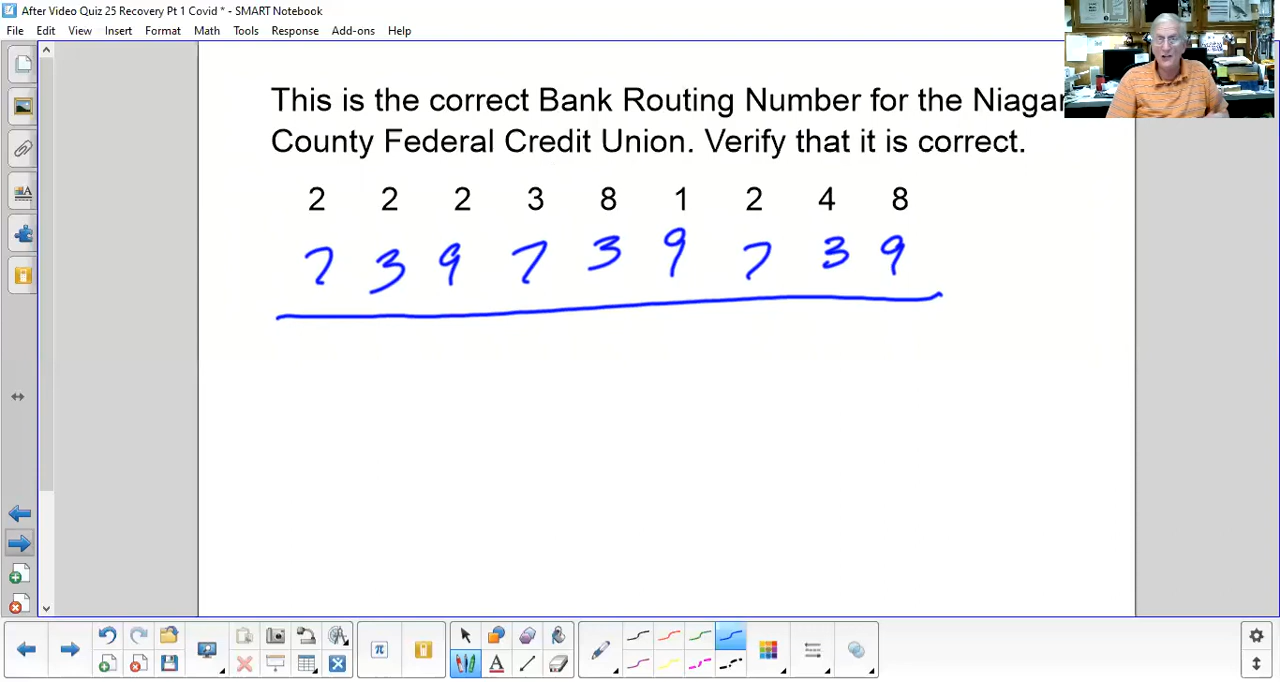 After Video Quiz 25 Recovery Pt 1 Covid * - SMART Notebook
File Edit View Insert Format Math Tools Response Add-ons Help
This is the correct Bank Routing Number for the Niagar
County Federal Credit Union. Verify that it is correct.
2 2 2 3 8 1 2 4 8
7 3 9 7 3 9 7 3 9